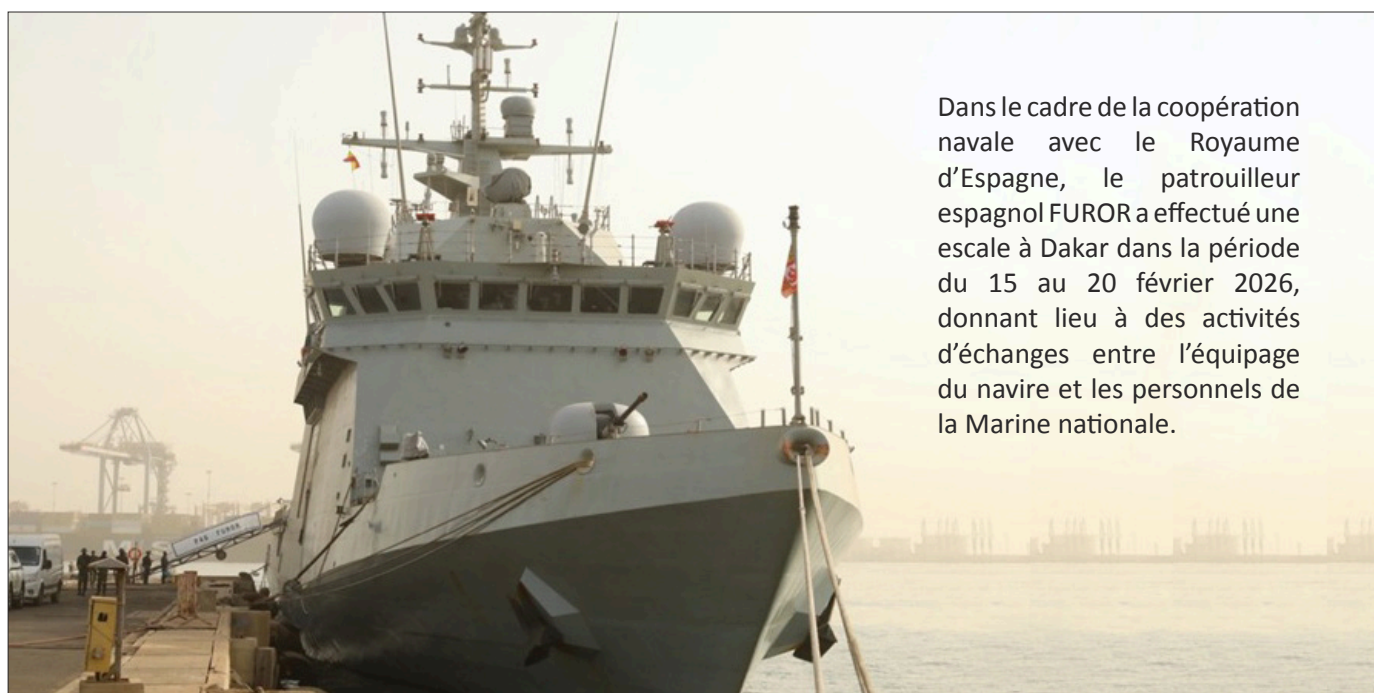 Dans le cadre de la coopération
navale avec le Royaume
d’Espagne, le patrouilleur
espagnol FUROR a effectué une
escale à Dakar dans la période
du 15 au 20 février 2026,
donnant lieu à des activités
d’échanges entre l’équipage
du navire et les personnels de
la Marine nationale.
P46 FUROR